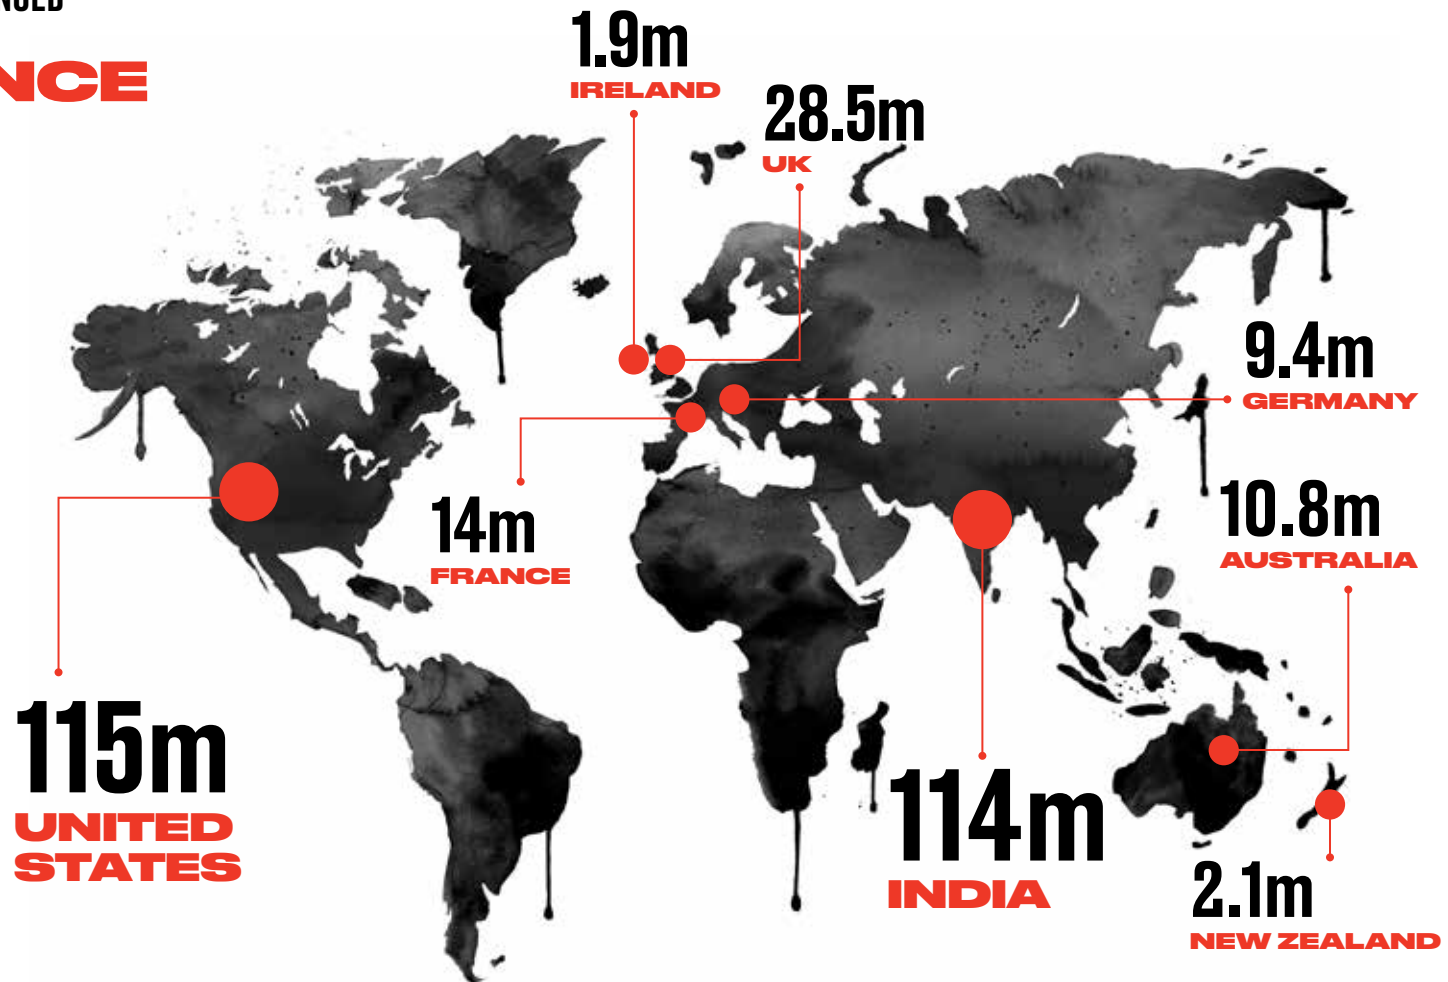 1.9m
IRELAND
28.5m
UK
9.4m
GERMANY
14m
FRANCE
10.8m
AUSTRALIA
115m
UNITED
STATES
114m
INDIA
2.1m
NEW ZEALAND